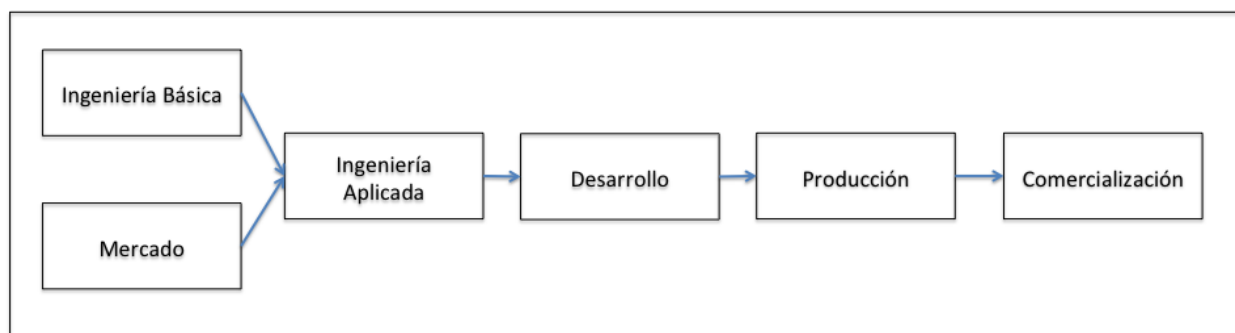 Ingeniería Básica
Mercado
Ingeniería
Aplicada
Desarrollo
Producción
Comercialización